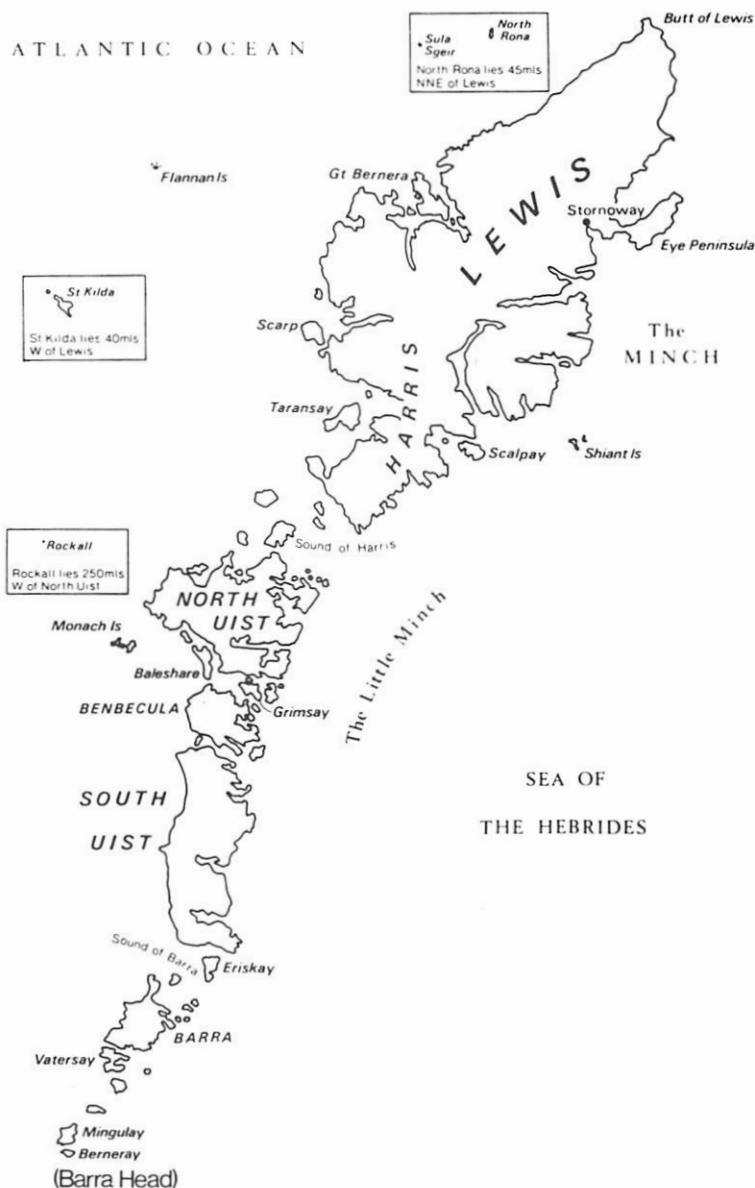 ATLANTIC OCEAN
Sula
Sgeir
North
Rona
North Rona lies 45mls
NNE of Lewis
Butt of Lewis
Flannan Is
Gt Bernera
LEWIS
Stornoway
Eye Peninsula
St Kilda
St Kilda lies 40mls
W of Lewis
Scarp
HARRIS
The
MINCH
Taransay
Scalpay
Shiant Is
Rockall
Rockall lies 250mls
W of North Uist
Sound of Harris
NORTH
UIST
Monach Is
Baleshare
The Little Minch
BENBECULA
Grimsay
SOUTH
UIST
SEA OF
THE HEBRIDES
Sound of Barra
Eriskay
BARRA
Vatersay
Mingulay
Berneray
(Barra Head)